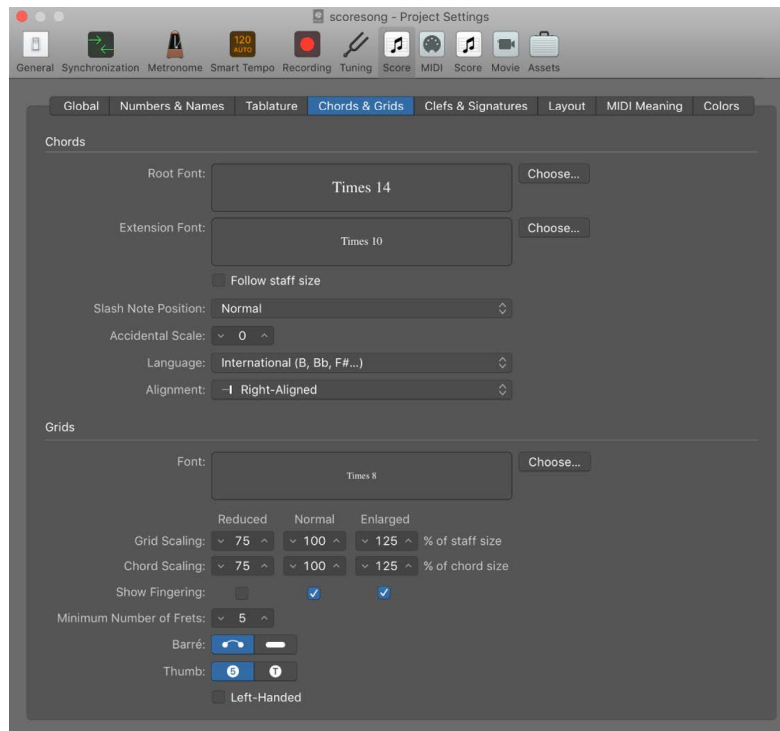 scoresong - Project Settings
120
AUTO
General Synchronization Metronome Smart Tempo Recording Tuning Score MIDI Score Movie Assets
Global Numbers & Names Tablature Chords & Grids Clefs & Signatures Layout MIDI Meaning Colors
Chords
Root Font: Times 14 Choose...
Extension Font: Times 10 Choose...
Follow staff size
Slash Note Position: Normal
Accidental Scale: 0
Language: International (B, Bb, F#...)
Alignment: Right-Aligned
Grids
Font: Times 8 Choose...
Reduced Normal Enlarged
Grid Scaling: 75 100 125 % of staff size
Chord Scaling: 75 100 125 % of chord size
Show Fingering:
Minimum Number of Frets: 5
Barré:
Thumb: 5 T
Left-Handed